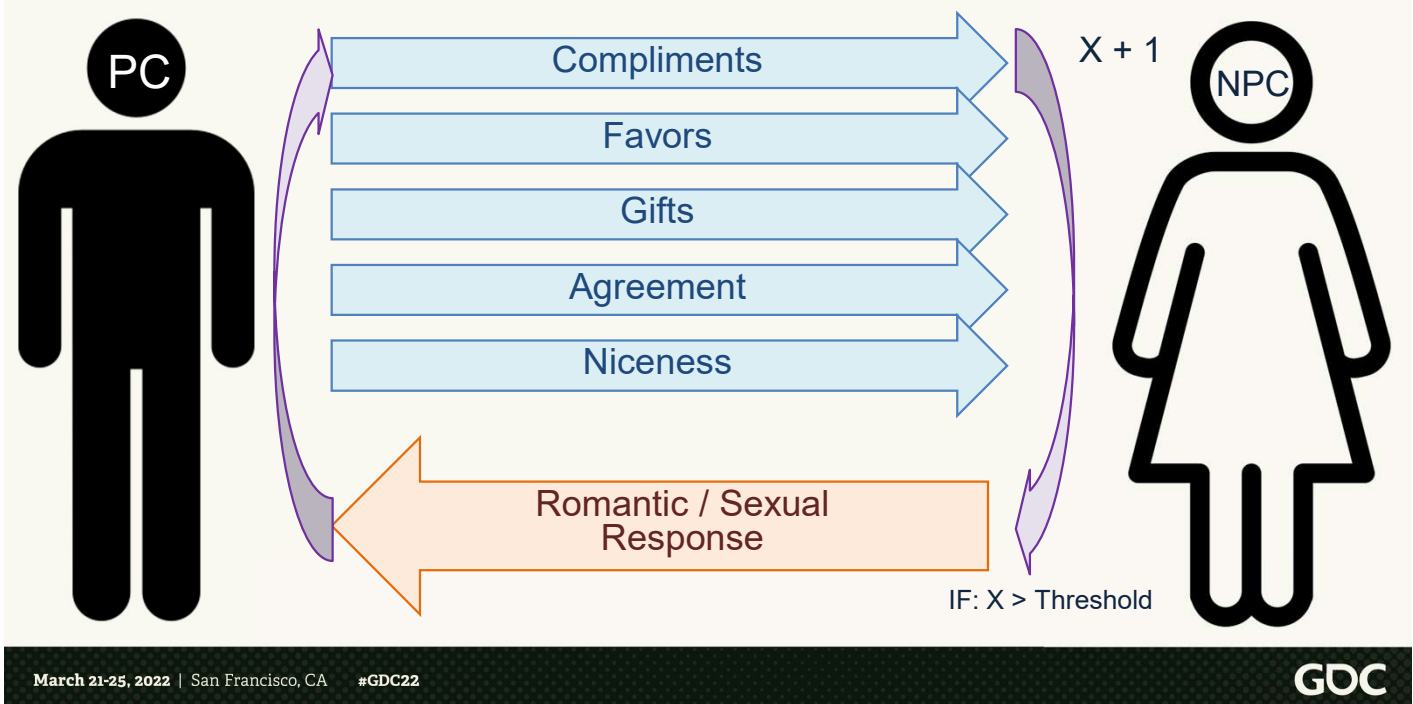 PC
Compliments
X + 1
NPC
Favors
Gifts
Agreement
Niceness
Romantic / Sexual
Response
IF: X > Threshold
March 21-25, 2022 | San Francisco, CA #GDC22
GDC